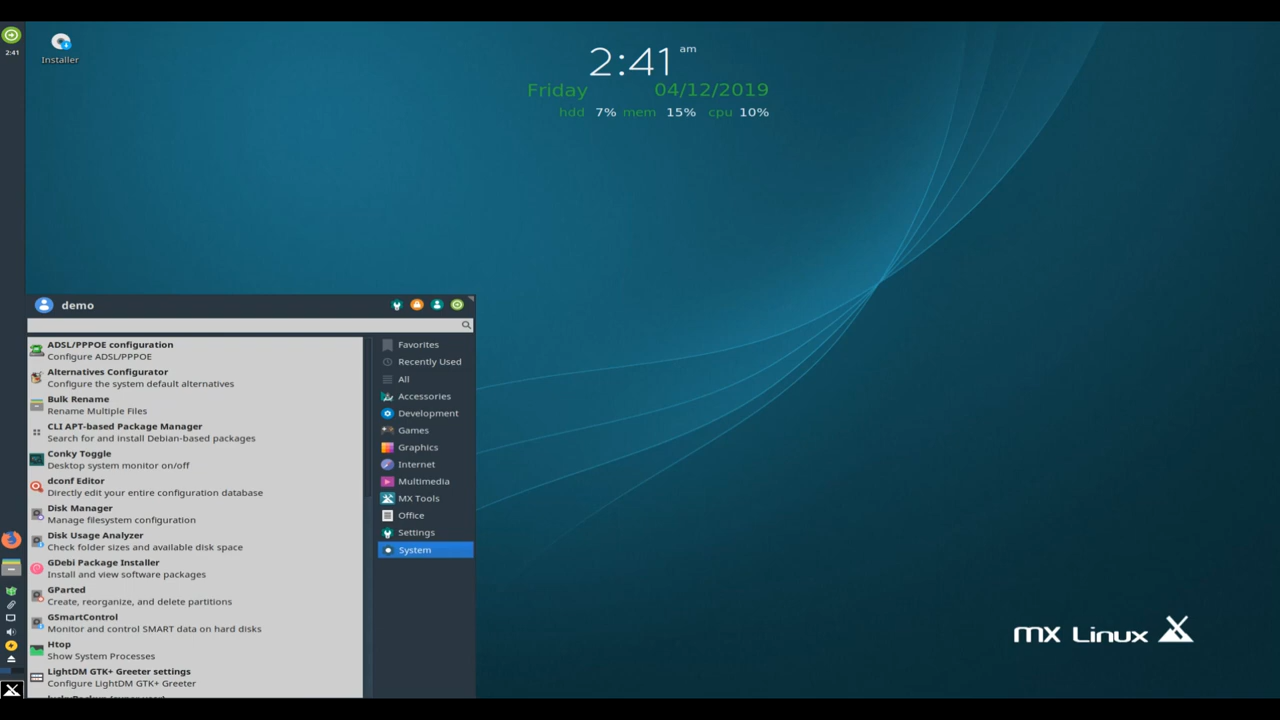 2:41
Installer
2:41 am
Friday 04/12/2019
hdd 7% mem 15% cpu 10%
demo
ADSL/PPPOE configuration
Configure ADSL/PPPOE
Alternatives Configurator
Configure the system default alternatives
Bulk Rename
Rename Multiple Files
CLI APT-based Package Manager
Search for and install Debian-based packages
Conky Toggle
Desktop system monitor on/off
dconf Editor
Directly edit your entire configuration database
Disk Manager
Manage filesystem configuration
Disk Usage Analyzer
Check folder sizes and available disk space
GDebi Package Installer
Install and view software packages
GParted
Create, reorganize, and delete partitions
GSmartControl
Monitor and control SMART data on hard disks
Htop
Show System Processes
LightDM GTK+ Greeter settings
Configure LightDM GTK+ Greeter
Favorites
Recently Used
All
Accessories
Development
Games
Graphics
Internet
Multimedia
MX Tools
Office
Settings
System
MX Linux